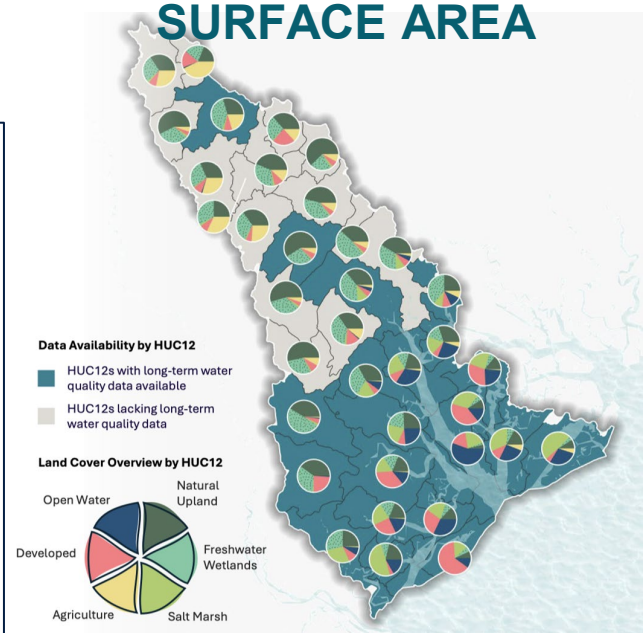 SURFACE AREA
Data Availability by HUC12
HUC12s with long-term water
quality data available
HUC12s lacking long-term
water quality data
Land Cover Overview by HUC12
Open Water
Natural
Upland
Developed
Freshwater
Wetlands
Agriculture
Salt Marsh